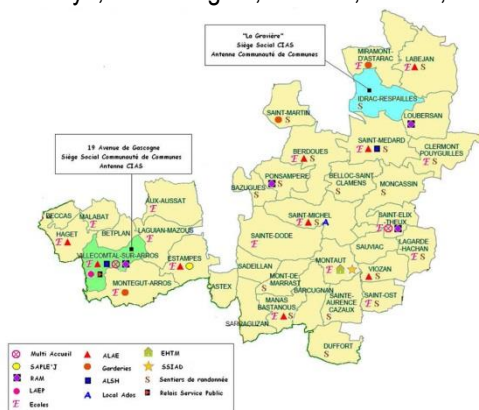 "La Grosière"
Siège Social CIAS
Antenne Communauté de Communes
MIRAMONT
D'ASTARAC
E
LABEJAN
E S
IDRAC-RESPAILLES
S
LOUBERSAN
SAINT-MARTIN
S
SAINT-MEDARD
E S
CLERMONT
POUYGUILLES
E S
19 Avenue de Gascogne
Siège Social Communauté de Communes
Antenne CIAS
BERDOUES
E S
PONSAMPERE
S
BAZUGUES
S
BELLOC-SAINT
CLAMENS
MONCASSIN
S
AUX-AUSSAT
E
BECCAS
MALABAT
E
BETPLAN
LAGUIAN-MAZOUS
E
HAGET
E
VILLECOMTAL-SUR-ARROS
E
ESTAMPES
E
MONTEGUT-ARROS
E
SAINT-MICHEL
E S A
SAINT-ELIX
THEUX
E S
SAINTE-DODE
E
SAUVIAC
LAGARDE
HACHAN
E S
SADEILLAN
MONTAUT
E
VIOZAN
S
CASTEX
MONT-DE
MARRAST
S
SARCUGNAN
MANAS
BASTANOUS
E S
SAINTE-
AURENCE
CAZAUX
S
SAINT-OST
E S
SARRAGUZAN
DUFFORT
S
Multi Accueil
ALAE
EHTM
SAPLE'J
Garderies
SSIAD
RAM
ALSH
S Sentiers de randonnée
LAEP
A Local Ados
Relais Service Public
E Ecoles